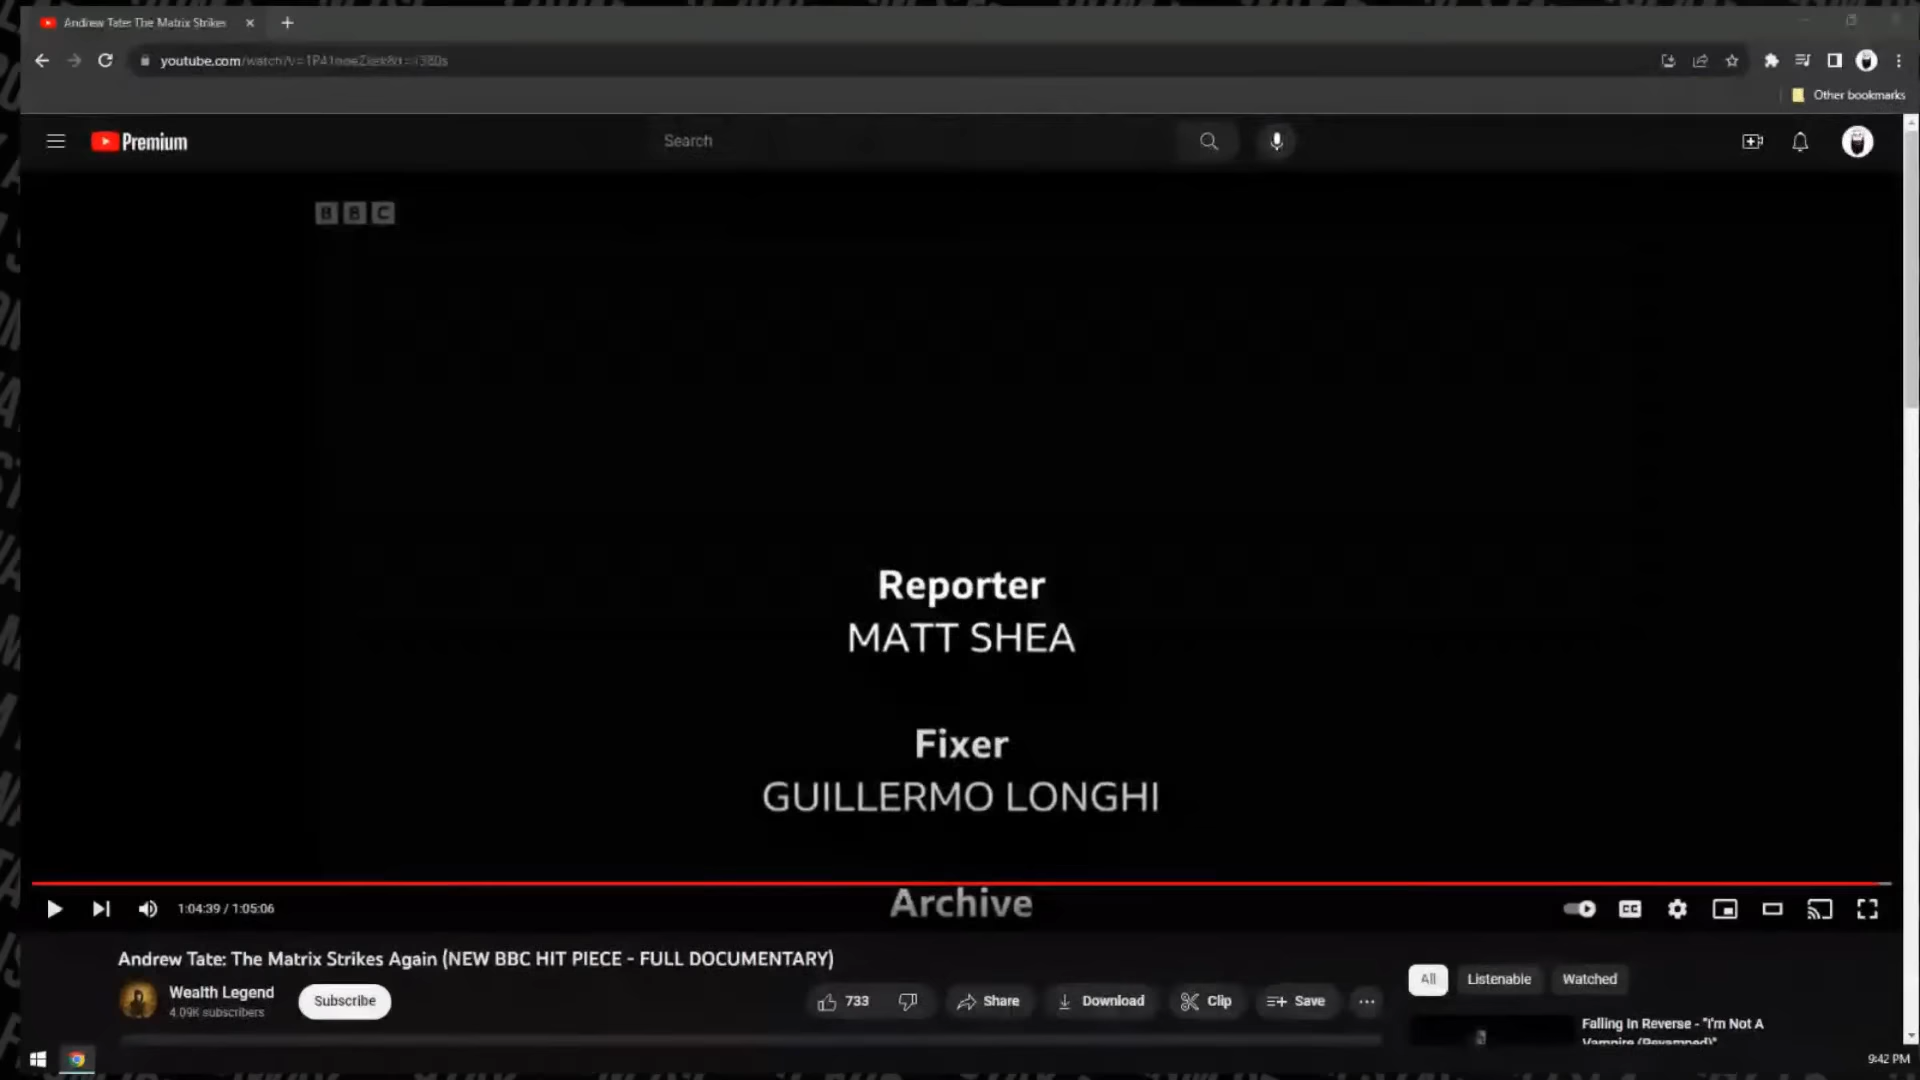 Andrew Tate: The Matrix Strikes
youtube.com
Other bookmarks
Premium
Search
BBC
Reporter
MATT SHEA
Fixer
GUILLERMO LONGHI
Archive
1:04:39 / 1:05:06
CC
Andrew Tate: The Matrix Strikes Again (NEW BBC HIT PIECE - FULL DOCUMENTARY)
Wealth Legend
4.09K subscribers
Subscribe
733
Share
Download
Clip
Save
All
Listenable
Watched
Falling In Reverse - "I'm Not A
Vampire (Revamped)"
9:42 PM